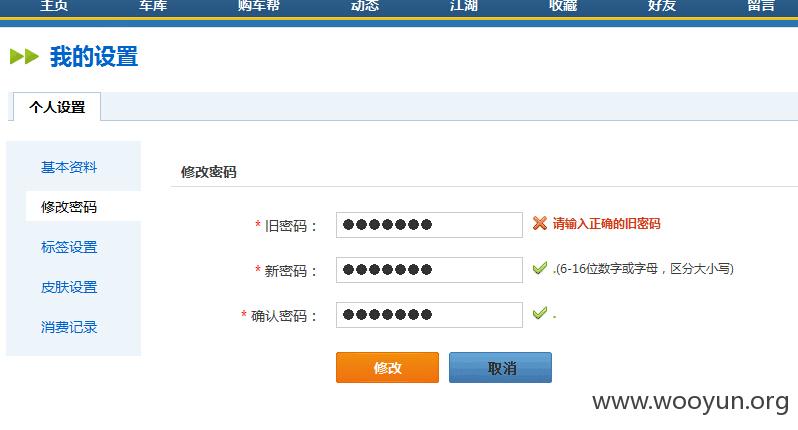 主页 车库 购车帮 动态 江湖 收藏 好友 留言
我的设置
个人设置
基本资料
修改密码
标签设置
皮肤设置
消费记录
修改密码
* 旧密码： ●●●●●●● 请输入正确的旧密码
* 新密码： ●●●●●●● .(6-16位数字或字母，区分大小写)
* 确认密码： ●●●●●●● .
修改 取消
www.wooyun.org